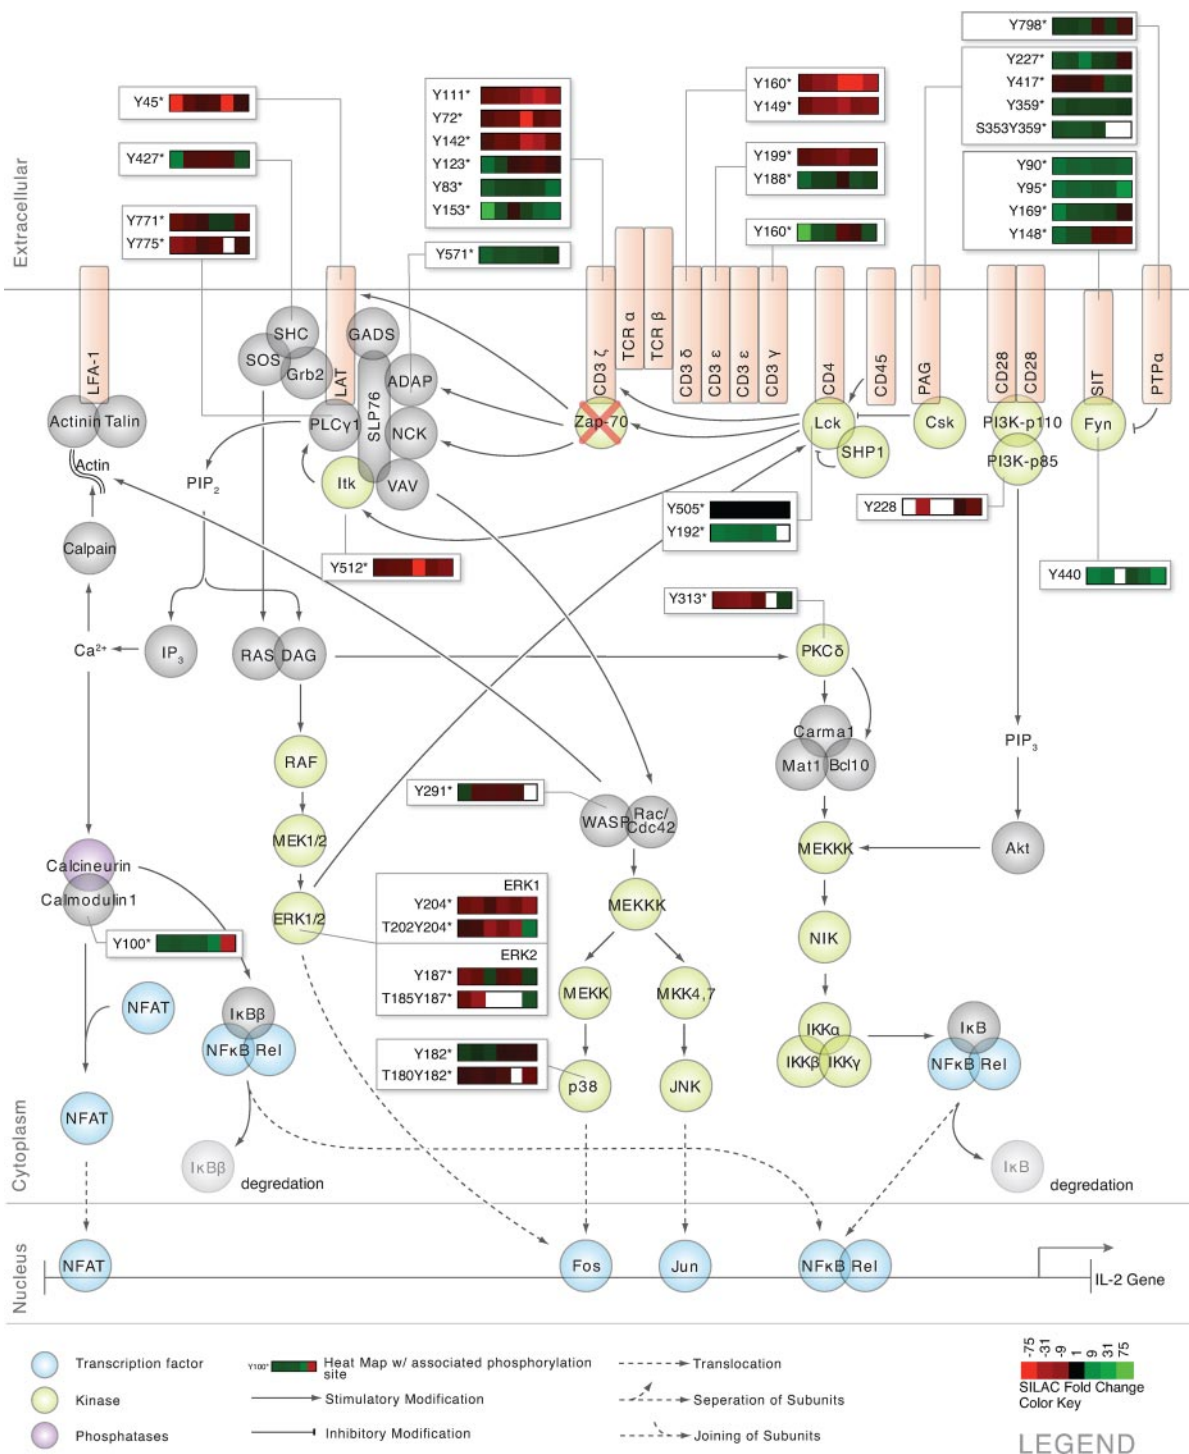 Y798*
Y227*
Y417*
Y359*
S353Y359*
Y90*
Y95*
Y169*
Y148*
Y160*
Y149*
Y199*
Y188*
Y160*
Y111*
Y72*
Y142*
Y123*
Y83*
Y153*
Y571*
Y45*
Y427*
Y771*
Y775*
Extracellular
LFA-1
LAT
CD3 ζ
TCR α
TCR β
CD3 δ
CD3 ε
CD3 ε
CD3 γ
CD4
CD45
PAG
CD28
CD28
SIT
PTPα
SHC
SOS
Grb2
GADS
ADAP
SLP76
PLCγ1
NCK
Itk
VAV
Actinin
Talin
Actin
Zap-70
Lck
SHP1
Csk
PI3K-p110
PI3K-p85
Fyn
PIP2
Calpain
Y512*
Y505*
Y192*
Y228
Y440
Y313*
Ca2+
IP3
RAS
DAG
PKCδ
Carma1
Mat1
Bcl10
PIP3
RAF
Y291*
WASP
Rac/
Cdc42
MEK1/2
MEKKK
Akt
Calcineurin
Calmodulin1
ERK1/2
ERK1
Y204*
T202Y204*
ERK2
Y187*
T185Y187*
MEKKK
NIK
Y100*
NFAT
IκBβ
NFκB
Rel
MEKK
MKK4,7
IKKα
IKKβ
IKKγ
IκB
NFκB
Rel
Y182*
T180Y182*
p38
JNK
NFAT
Cytoplasm
IκBβ
degredation
IκB
degredation
Nucleus
NFAT
Fos
Jun
NFκB
Rel
IL-2 Gene
Transcription factor
Kinase
Phosphatases
Y100*
Heat Map w/ associated phosphorylation
site
Stimulatory Modification
Inhibitory Modification
Translocation
Seperation of Subunits
Joining of Subunits
-75
-31
-9
1
9
31
75
SILAC Fold Change
Color Key
LEGEND